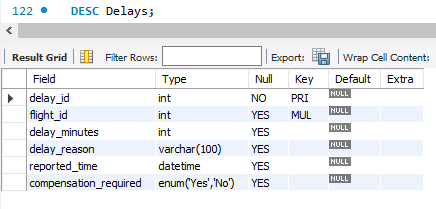 122 DESC Delays;
Result Grid Filter Rows: Export: Wrap Cell Content:
Field Type Null Key Default Extra
delay_id int NO PRI NULL
flight_id int YES MUL NULL
delay_minutes int YES NULL
delay_reason varchar(100) YES NULL
reported_time datetime YES NULL
compensation_required enum('Yes','No') YES NULL